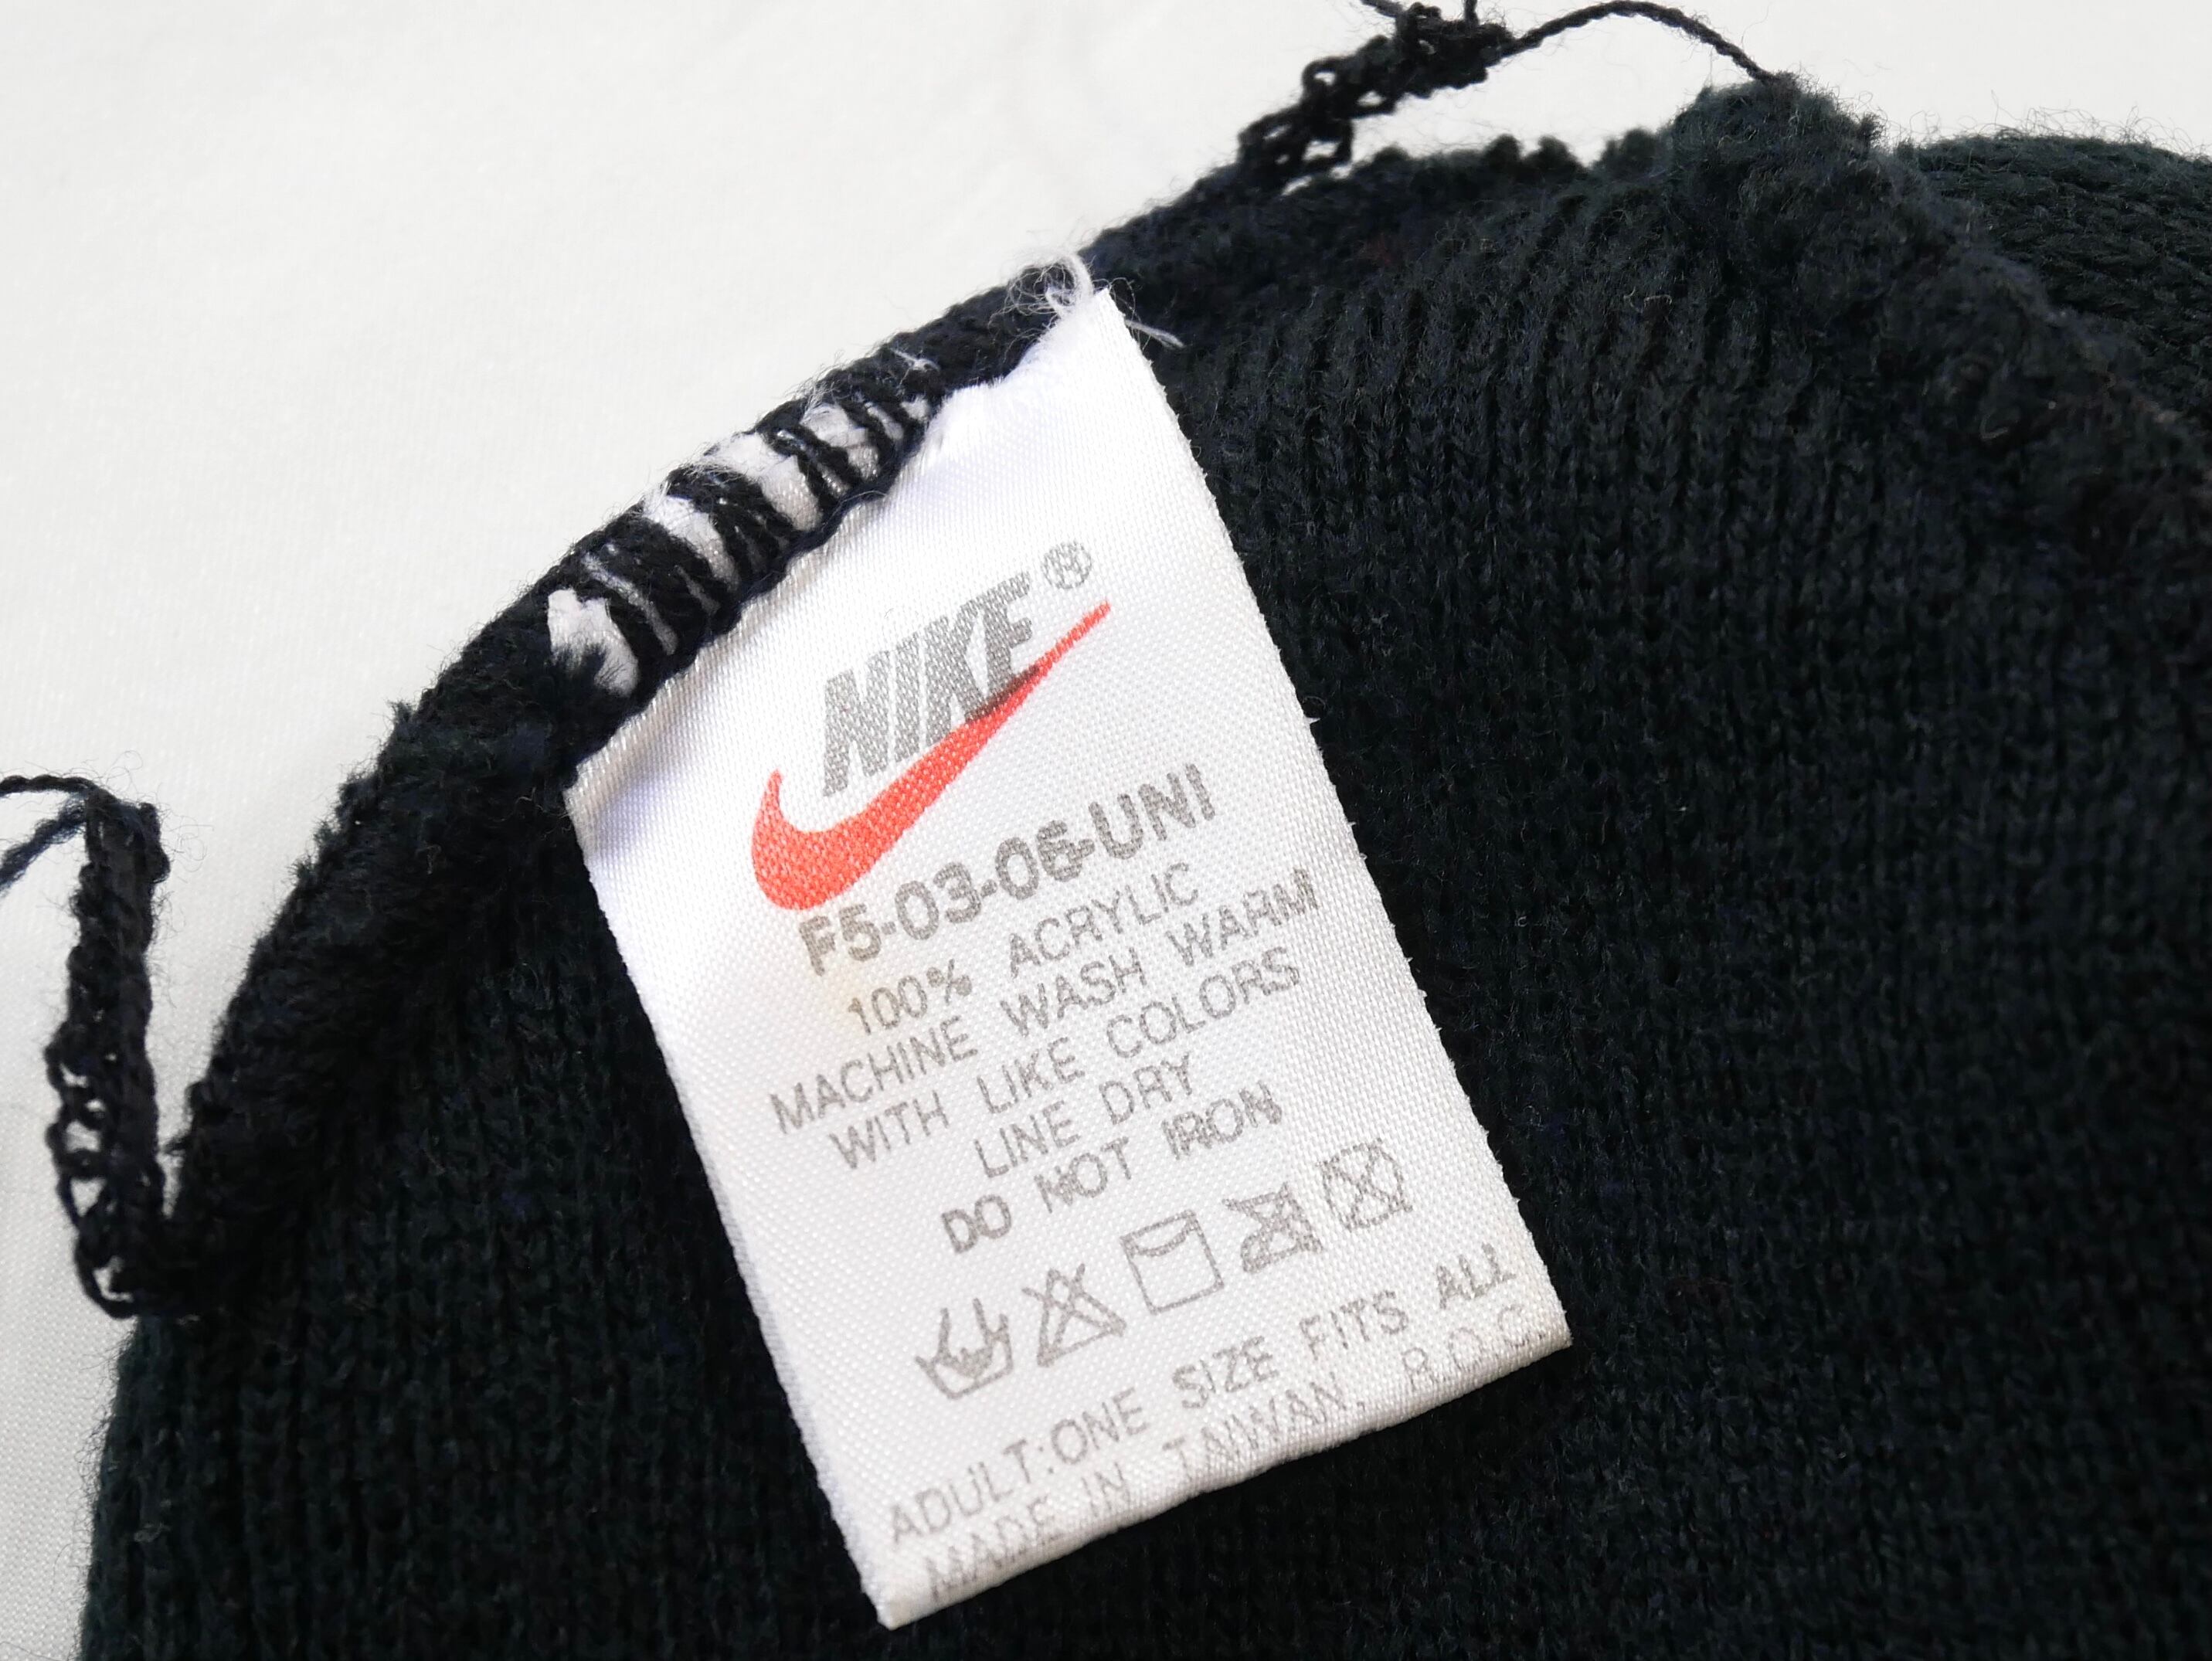 NIKE®
F5-03-06-UNI
100% ACRYLIC
MACHINE WASH WARM
WITH LIKE COLORS
LINE DRY
DO NOT IRON
ADULT:ONE SIZE FITS ALL
MADE IN TAIWAN, R.O.C.